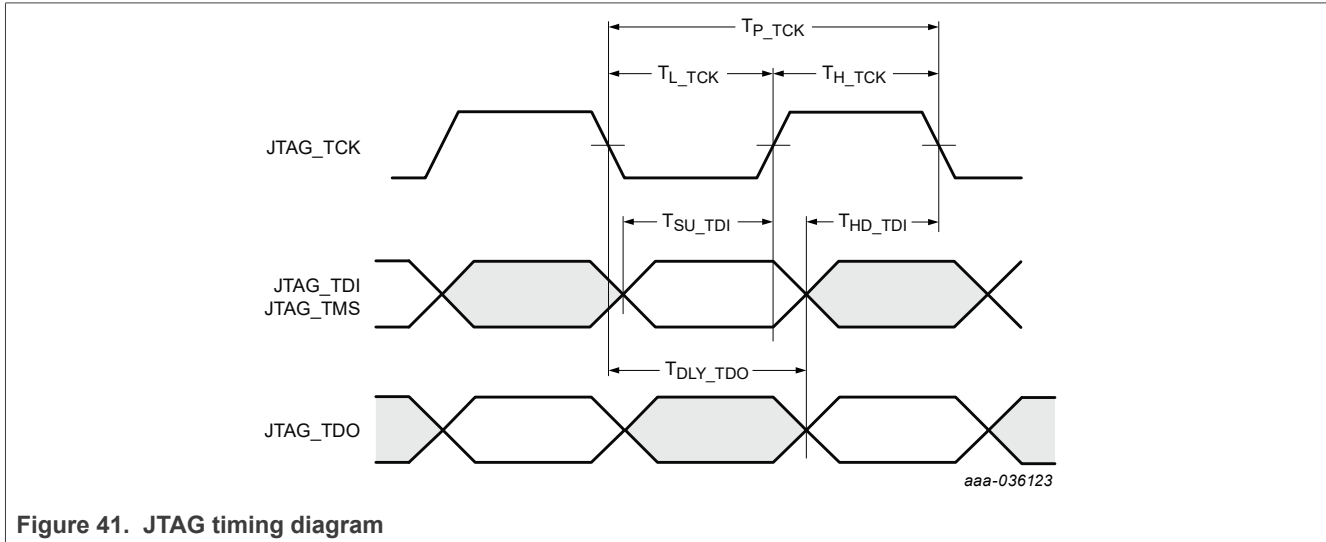 T_P_TCK
T_L_TCK
T_H_TCK
JTAG_TCK
T_SU_TDI
T_HD_TDI
JTAG_TDI
JTAG_TMS
T_DLY_TDO
JTAG_TDO
aaa-036123
Figure 41. JTAG timing diagram